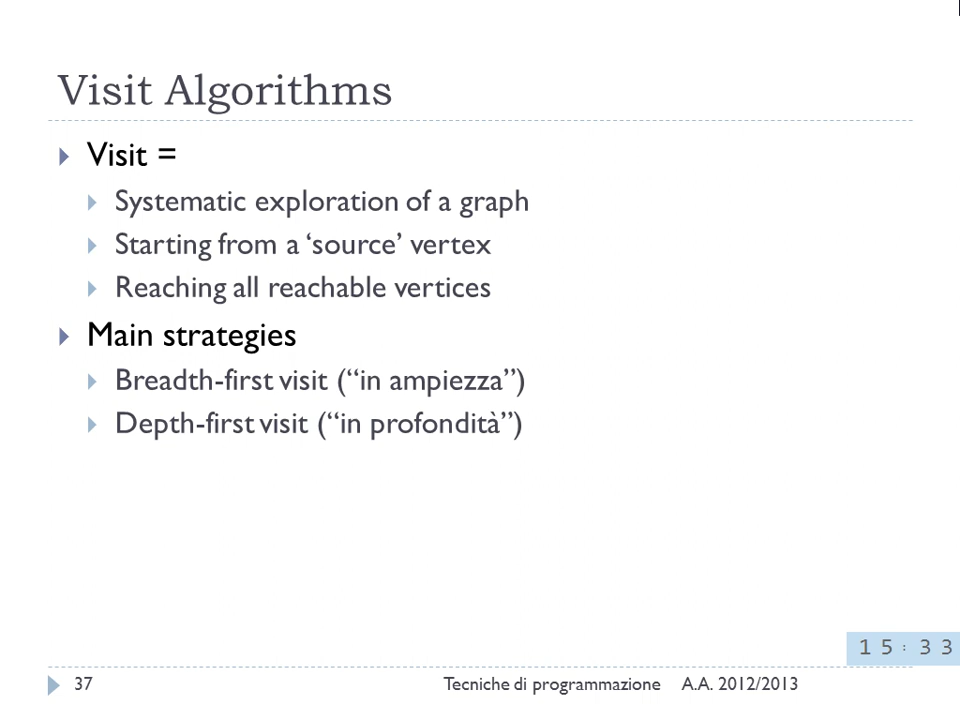 Visit Algorithms
Visit =
Systematic exploration of a graph
Starting from a ‘source’ vertex
Reaching all reachable vertices
Main strategies
Breadth-first visit (“in ampiezza”)
Depth-first visit (“in profondità”)
15:33
37 Tecniche di programmazione A.A. 2012/2013